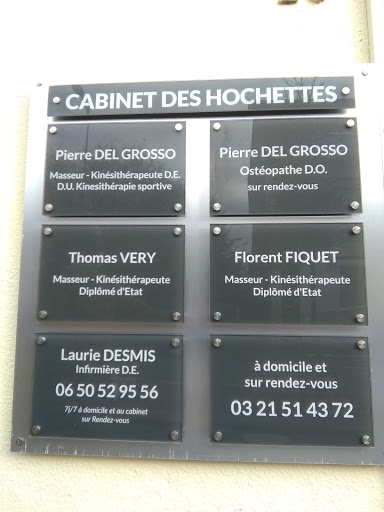 CABINET DES HOCHETTES
Pierre DEL GROSSO
Masseur - Kinésithérapeute D.E.
D.U. Kinesithérapie sportive
Pierre DEL GROSSO
Ostéopathe D.O.
sur rendez-vous
Thomas VERY
Masseur - Kinésithérapeute
Diplômé d'Etat
Florent FIQUET
Masseur - Kinésithérapeute
Diplômé d'Etat
Laurie DESMIS
Infirmière D.E.
06 50 52 95 56
7j/7 à domicile et au cabinet
sur Rendez-vous
à domicile et
sur rendez-vous
03 21 51 43 72